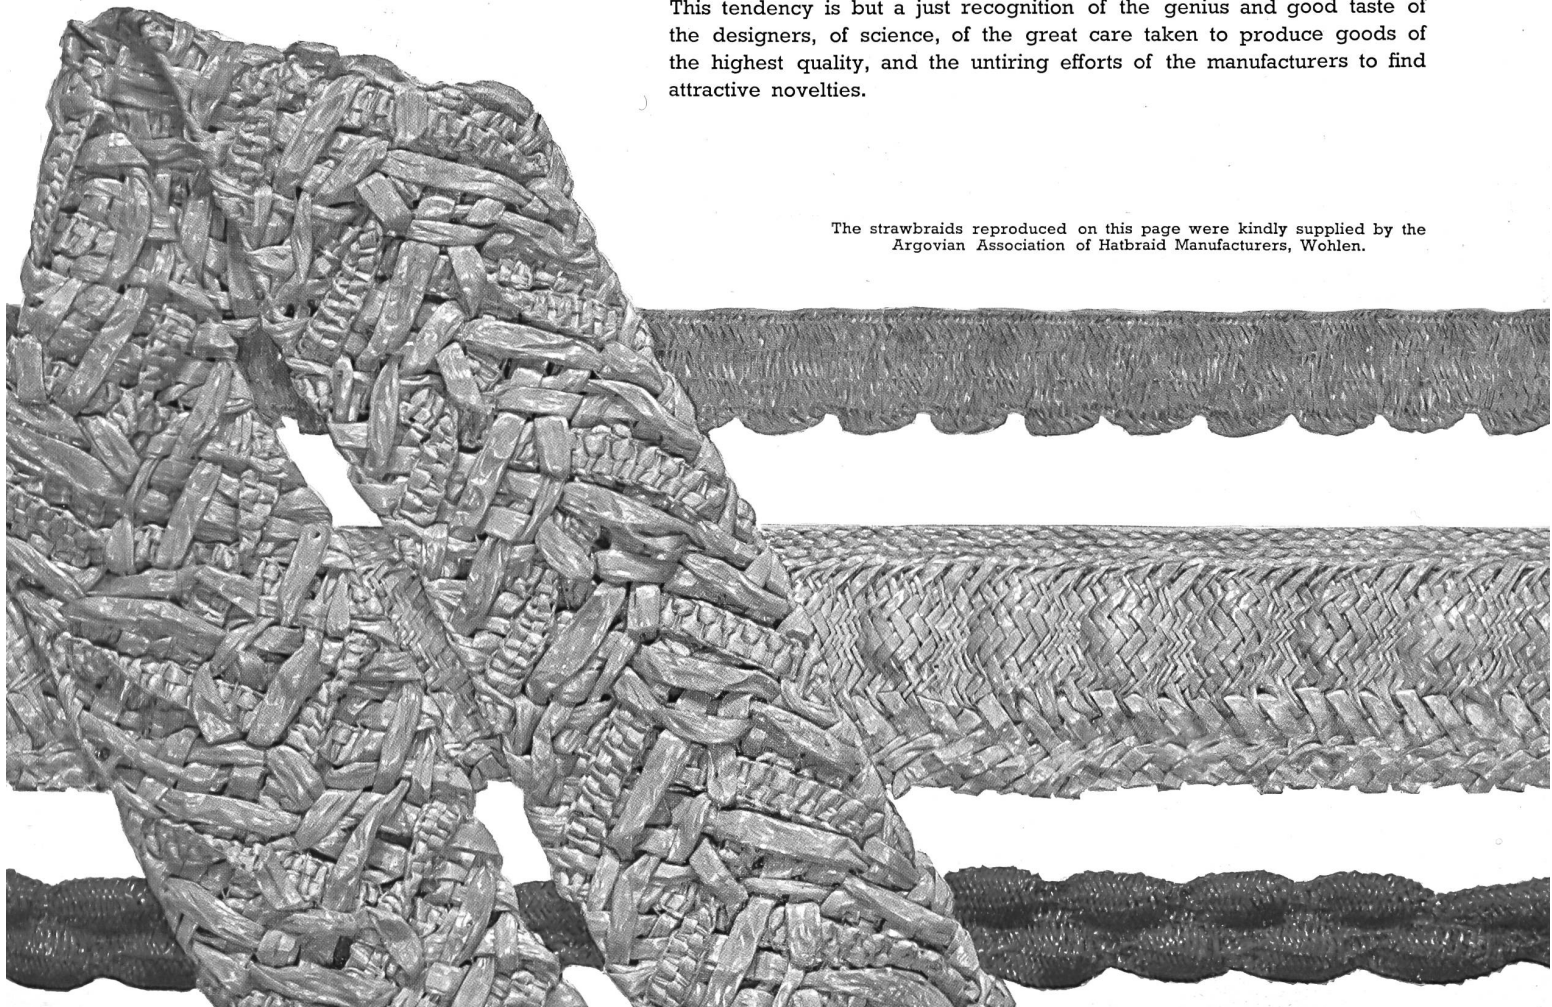 This tendency is but a just recognition of the genius and good taste of
the designers, of science, of the great care taken to produce goods of
the highest quality, and the untiring efforts of the manufacturers to find
attractive novelties.
The strawbraids reproduced on this page were kindly supplied by the
Argovian Association of Hatbraid Manufacturers, Wohlen.